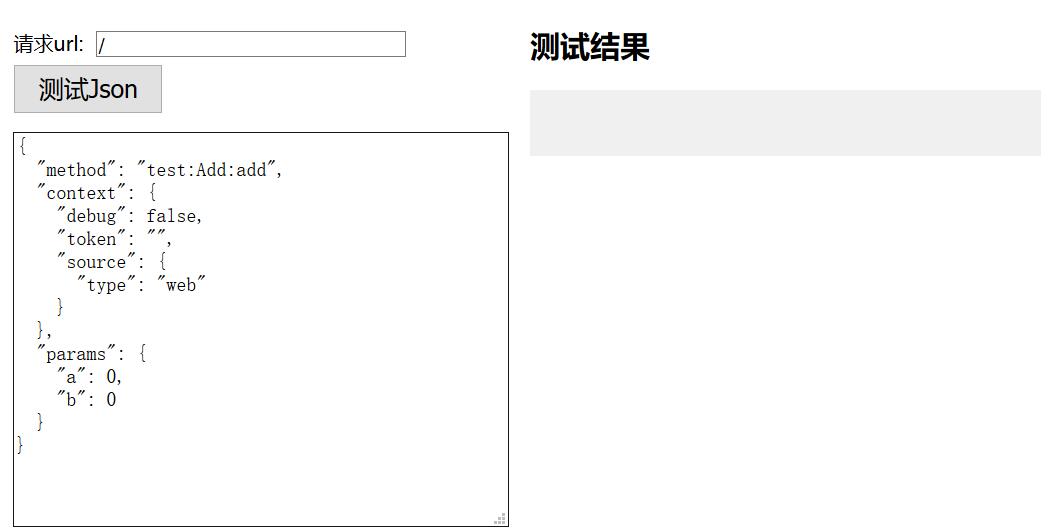 请求url: /
测试Json
{
  "method": "test:Add:add",
  "context": {
    "debug": false,
    "token": "",
    "source": {
      "type": "web"
    }
  },
  "params": {
    "a": 0,
    "b": 0
  }
}
测试结果